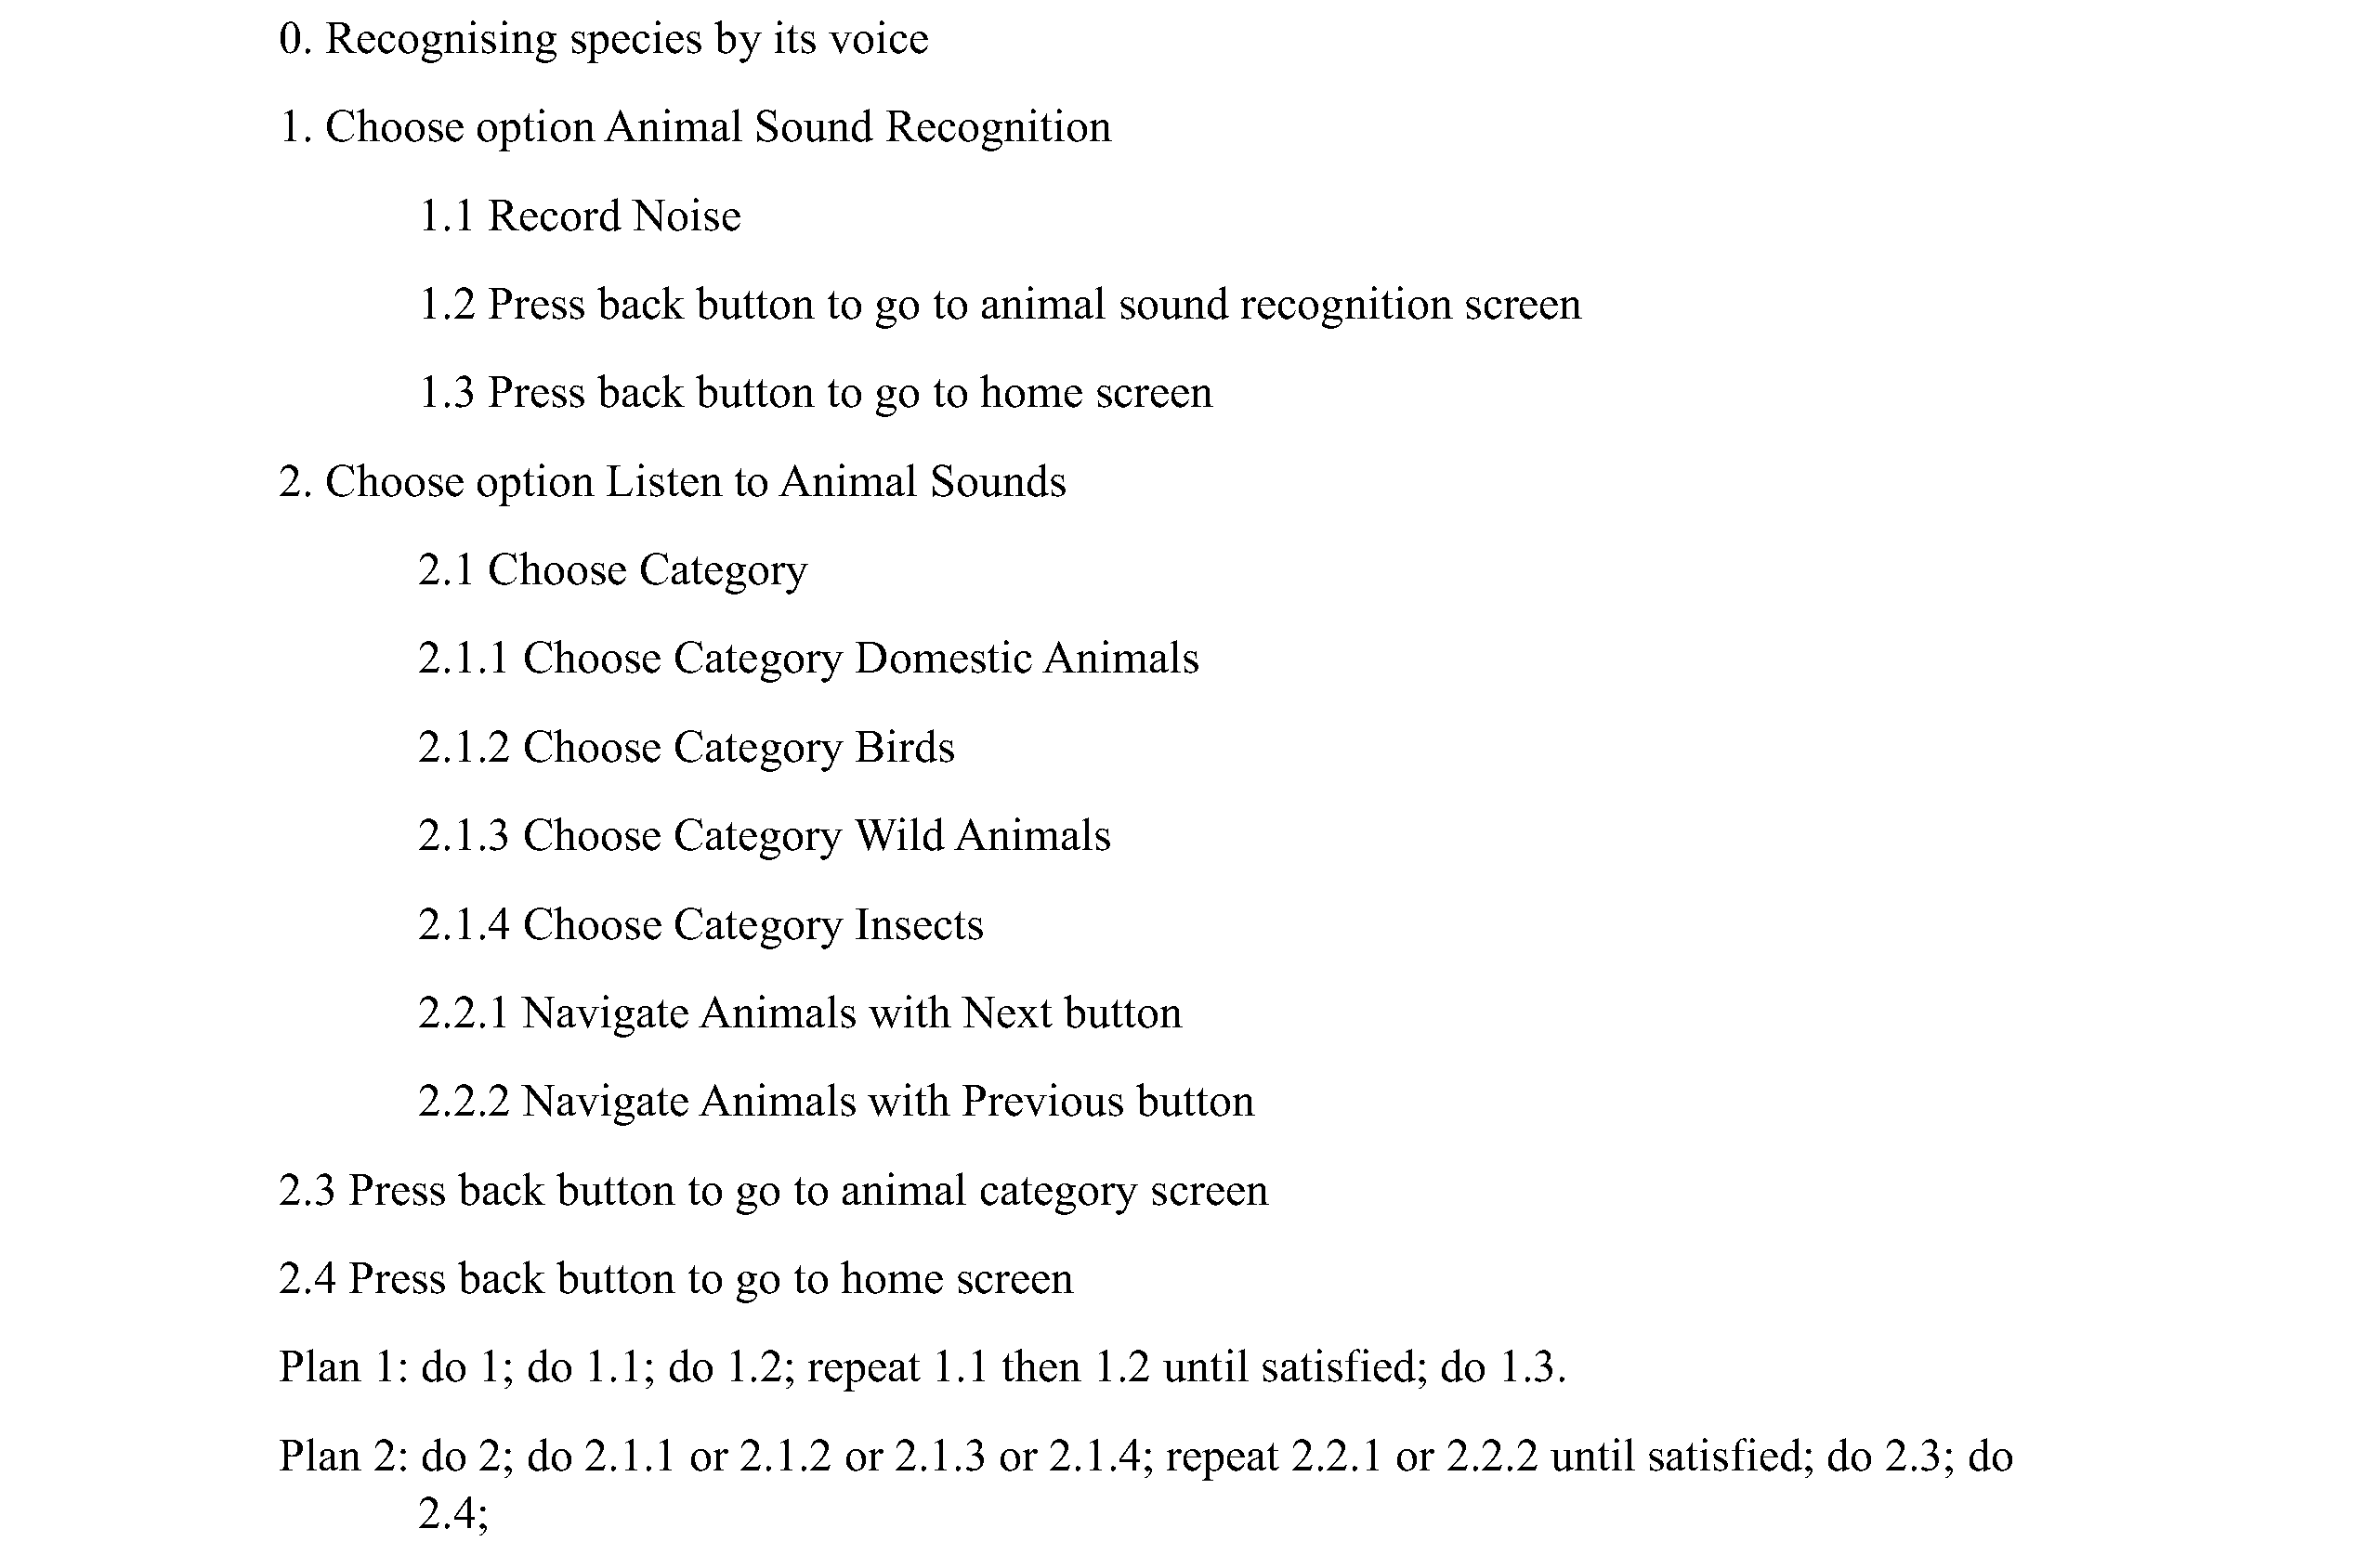 0. Recognising species by its voice
1. Choose option Animal Sound Recognition
1.1 Record Noise
1.2 Press back button to go to animal sound recognition screen
1.3 Press back button to go to home screen
2. Choose option Listen to Animal Sounds
2.1 Choose Category
2.1.1 Choose Category Domestic Animals
2.1.2 Choose Category Birds
2.1.3 Choose Category Wild Animals
2.1.4 Choose Category Insects
2.2.1 Navigate Animals with Next button
2.2.2 Navigate Animals with Previous button
2.3 Press back button to go to animal category screen
2.4 Press back button to go to home screen
Plan 1: do 1; do 1.1; do 1.2; repeat 1.1 then 1.2 until satisfied; do 1.3.
Plan 2: do 2; do 2.1.1 or 2.1.2 or 2.1.3 or 2.1.4; repeat 2.2.1 or 2.2.2 until satisfied; do 2.3; do
2.4;